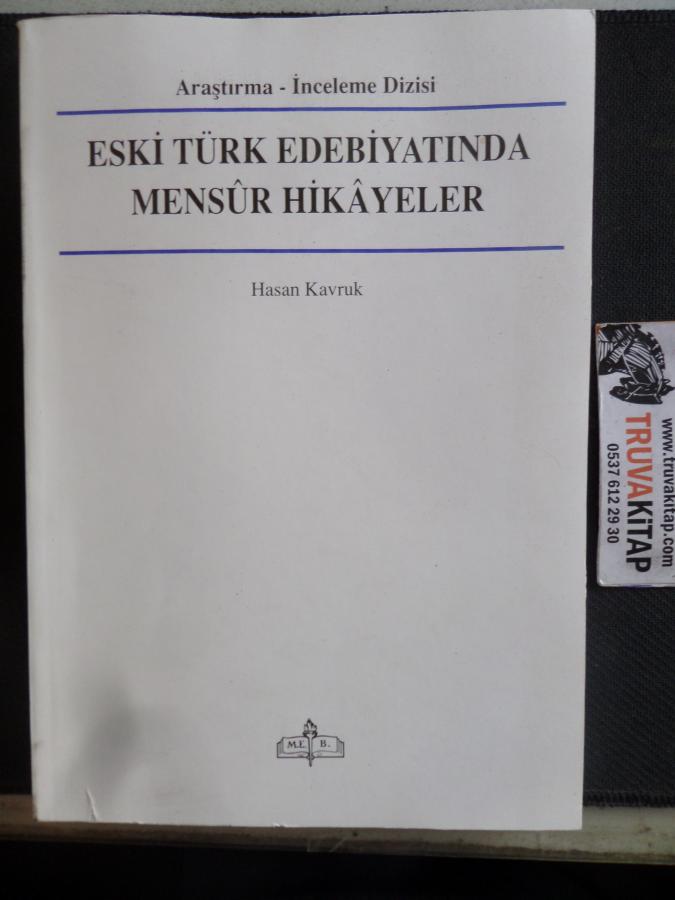 Araştırma - İnceleme Dizisi
ESKİ TÜRK EDEBİYATINDA
MENSÛR HİKÂYELER
Hasan Kavruk
M.E. B.
www.truvakitap.com
TRUVAKİTAP
0537 612 29 30